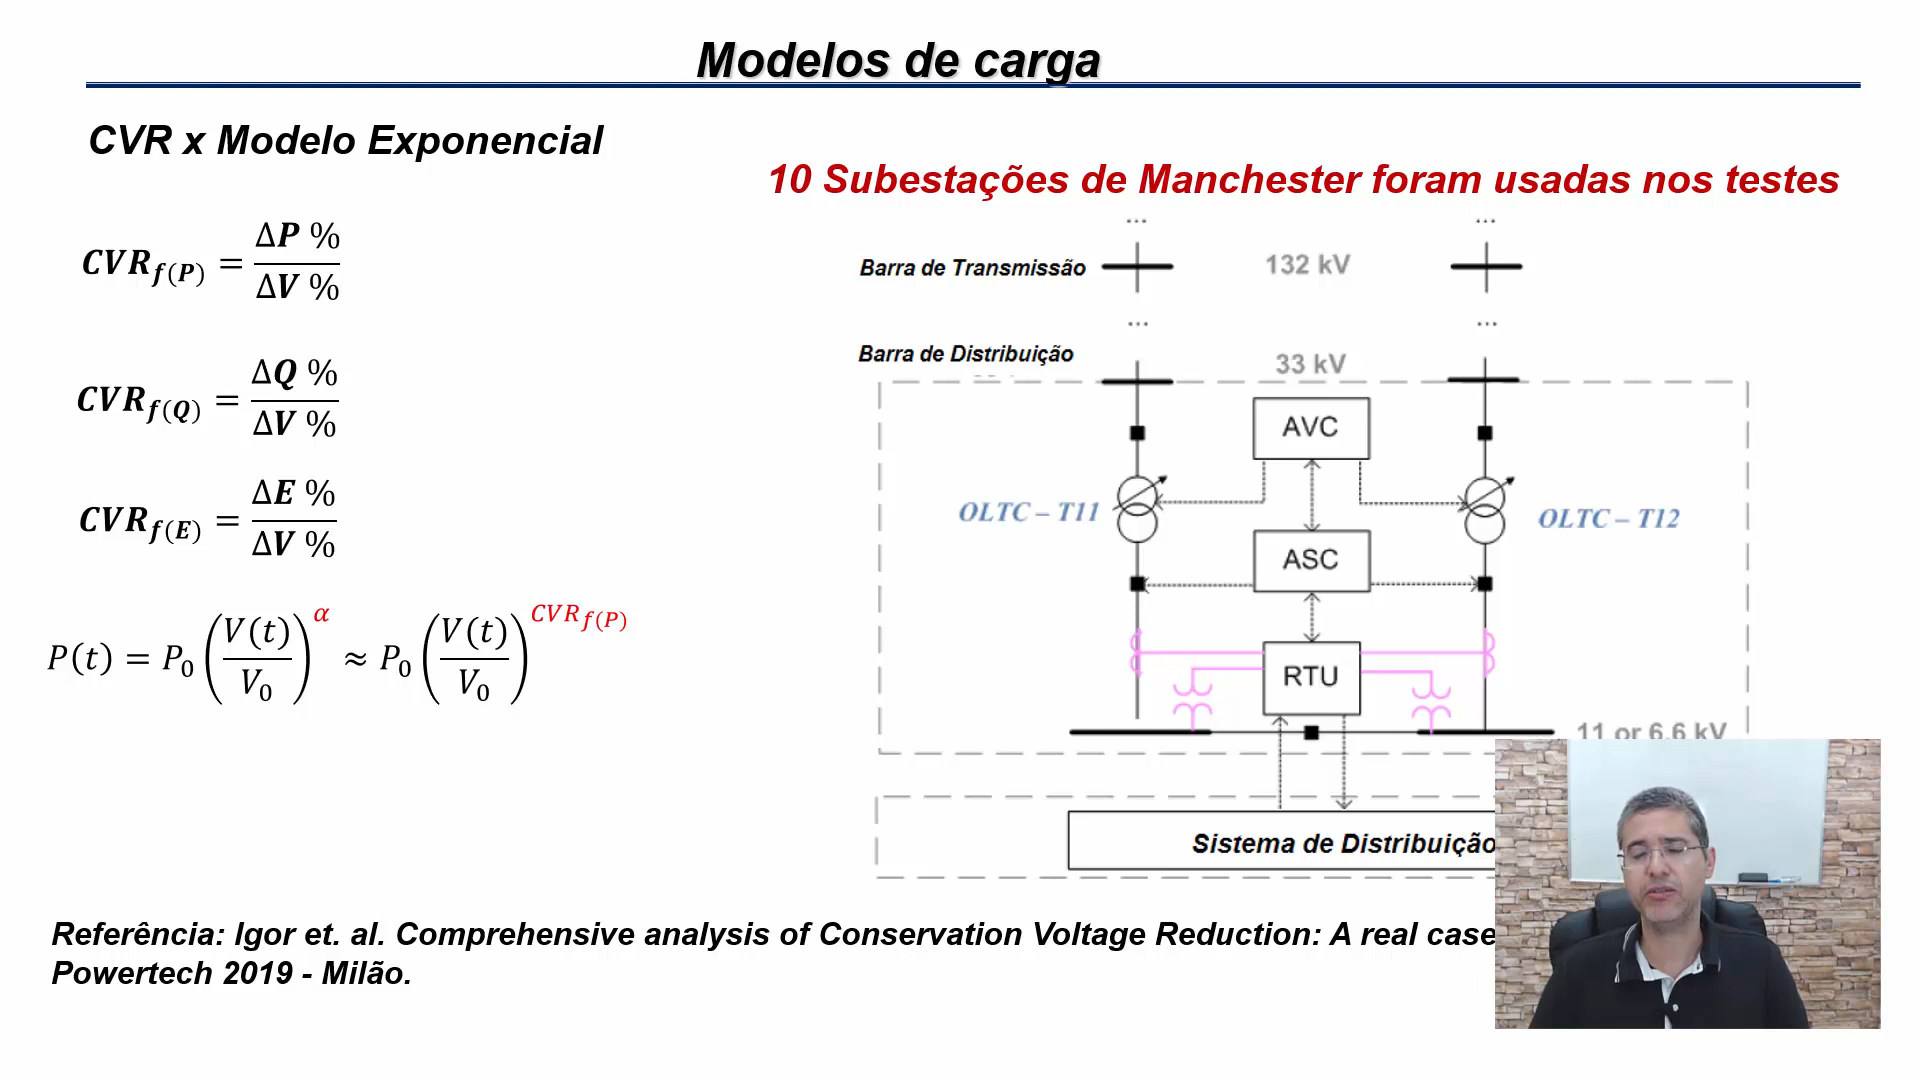 Modelos de carga
CVR x Modelo Exponencial
10 Subestações de Manchester foram usadas nos testes
CVR_f(P) = ΔP % / ΔV %
CVR_f(Q) = ΔQ % / ΔV %
CVR_f(E) = ΔE % / ΔV %
P(t) = P₀ (V(t) / V₀)^α ≈ P₀ (V(t) / V₀)^CVR_f(P)
...
...
Barra de Transmissão
132 kV
...
...
Barra de Distribuição
33 kV
AVC
OLTC – T11
OLTC – T12
ASC
RTU
11 or 6.6 kV
Sistema de Distribuição
Referência: Igor et. al. Comprehensive analysis of Conservation Voltage Reduction: A real case
Powertech 2019 - Milão.